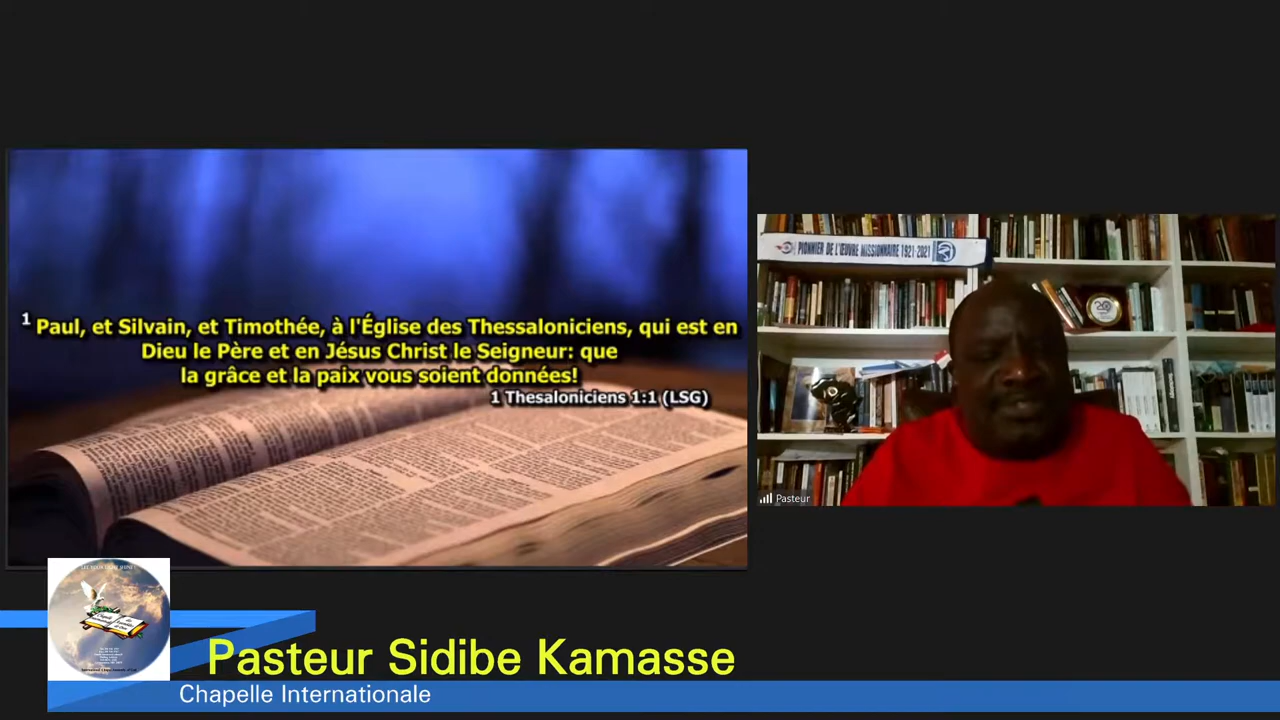 1 Paul, et Silvain, et Timothée, à l'Église des Thessaloniciens, qui est en
Dieu le Père et en Jésus Christ le Seigneur: que
la grâce et la paix vous soient données!
1 Thesaloniciens 1:1 (LSG)
PIONNIER DE L'ŒUVRE MISSIONNAIRE 1921-2021
Pasteur
Pasteur Sidibe Kamasse
Chapelle Internationale